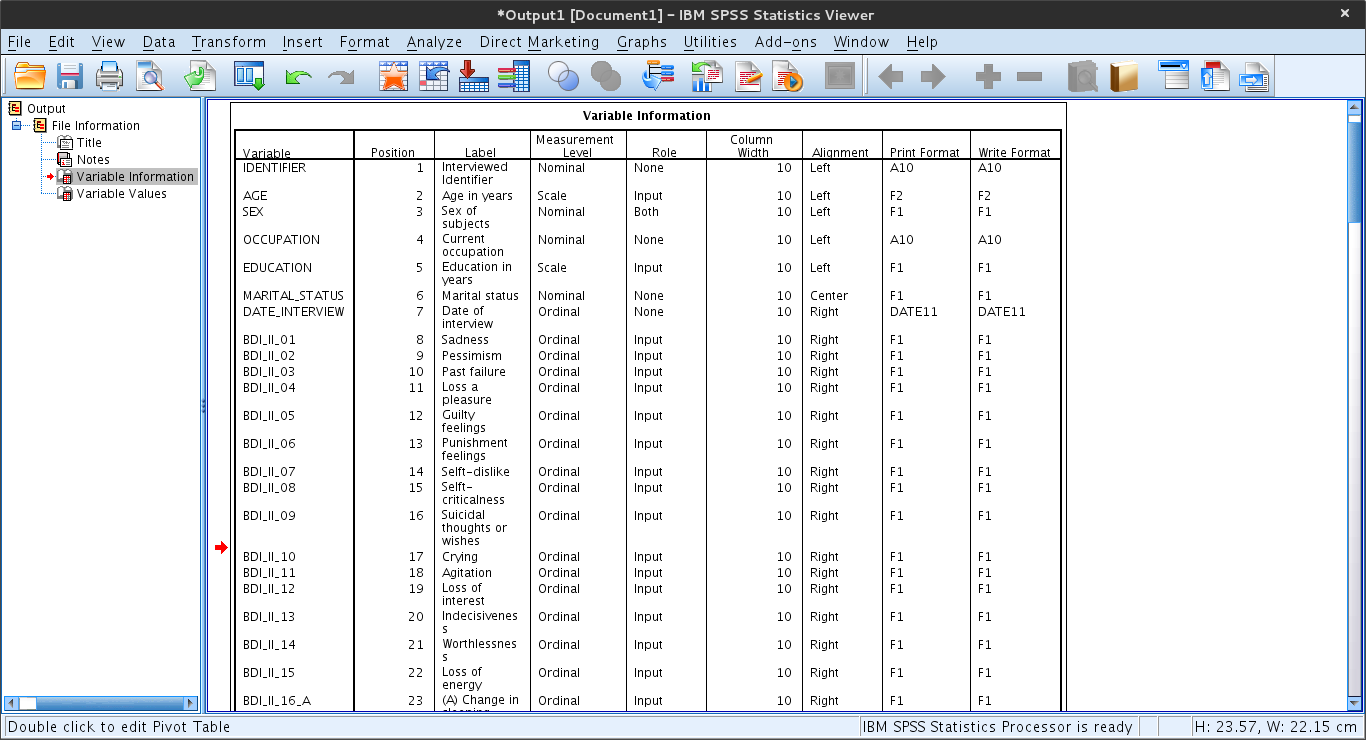 *Output1 [Document1] – IBM SPSS Statistics Viewer
File Edit View Data Transform Insert Format Analyze Direct Marketing Graphs Utilities Add-ons Window Help
Output
File Information
Title
Notes
Variable Information
Variable Values
Variable Information
Variable Position Label Measurement Level Role Column Width Alignment Print Format Write Format
IDENTIFIER 1 Interviewed Identifier Nominal None 10 Left A10 A10
AGE 2 Age in years Scale Input 10 Left F2 F2
SEX 3 Sex of subjects Nominal Both 10 Left F1 F1
OCCUPATION 4 Current occupation Nominal None 10 Left A10 A10
EDUCATION 5 Education in years Scale Input 10 Left F1 F1
MARITAL_STATUS 6 Marital status Nominal None 10 Center F1 F1
DATE_INTERVIEW 7 Date of interview Ordinal None 10 Right DATE11 DATE11
BDI_II_01 8 Sadness Ordinal Input 10 Right F1 F1
BDI_II_02 9 Pessimism Ordinal Input 10 Right F1 F1
BDI_II_03 10 Past failure Ordinal Input 10 Right F1 F1
BDI_II_04 11 Loss a pleasure Ordinal Input 10 Right F1 F1
BDI_II_05 12 Guilty feelings Ordinal Input 10 Right F1 F1
BDI_II_06 13 Punishment feelings Ordinal Input 10 Right F1 F1
BDI_II_07 14 Selft-dislike Ordinal Input 10 Right F1 F1
BDI_II_08 15 Selft-criticalness Ordinal Input 10 Right F1 F1
BDI_II_09 16 Suicidal thoughts or wishes Ordinal Input 10 Right F1 F1
BDI_II_10 17 Crying Ordinal Input 10 Right F1 F1
BDI_II_11 18 Agitation Ordinal Input 10 Right F1 F1
BDI_II_12 19 Loss of interest Ordinal Input 10 Right F1 F1
BDI_II_13 20 Indecisiveness Ordinal Input 10 Right F1 F1
BDI_II_14 21 Worthlessness Ordinal Input 10 Right F1 F1
BDI_II_15 22 Loss of energy Ordinal Input 10 Right F1 F1
BDI_II_16_A 23 (A) Change in Ordinal Input 10 Right F1 F1
Double click to edit Pivot Table IBM SPSS Statistics Processor is ready H: 23.57, W: 22.15 cm